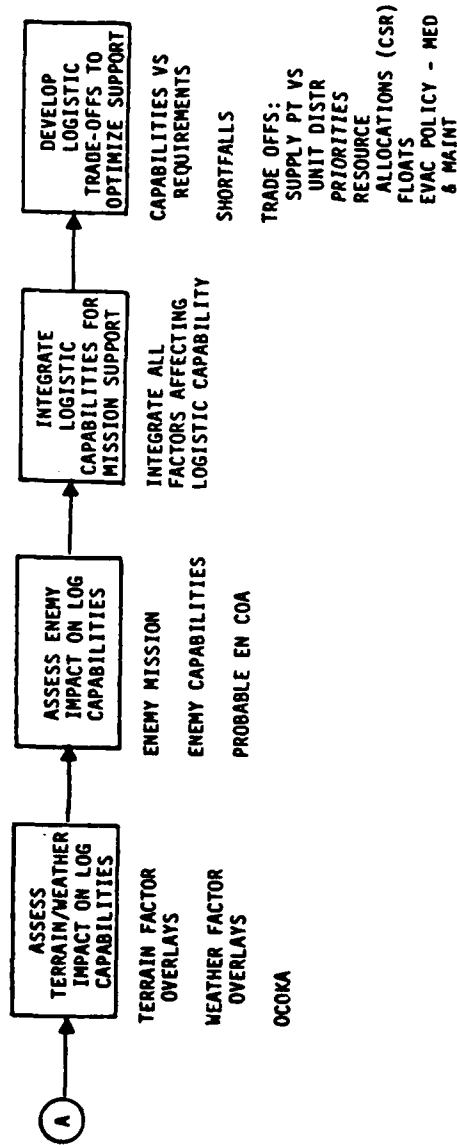 A
ASSESS
TERRAIN/WEATHER
IMPACT ON LOG
CAPABILITIES
TERRAIN FACTOR
OVERLAYS
WEATHER FACTOR
OVERLAYS
OCOKA
ASSESS ENEMY
IMPACT ON LOG
CAPABILITIES
ENEMY MISSION
ENEMY CAPABILITIES
PROBABLE EN COA
INTEGRATE
LOGISTIC
CAPABILITIES FOR
MISSION SUPPORT
INTEGRATE ALL
FACTORS AFFECTING
LOGISTIC CAPABILITY
DEVELOP
LOGISTIC
TRADE-OFFS TO
OPTIMIZE SUPPORT
CAPABILITIES VS
REQUIREMENTS
SHORTFALLS
TRADE OFFS:
SUPPLY PT VS
UNIT DISTR
PRIORITIES
RESOURCE
ALLOCATIONS (CSR)
FLOATS
EVAC POLICY - MED
& MAINT